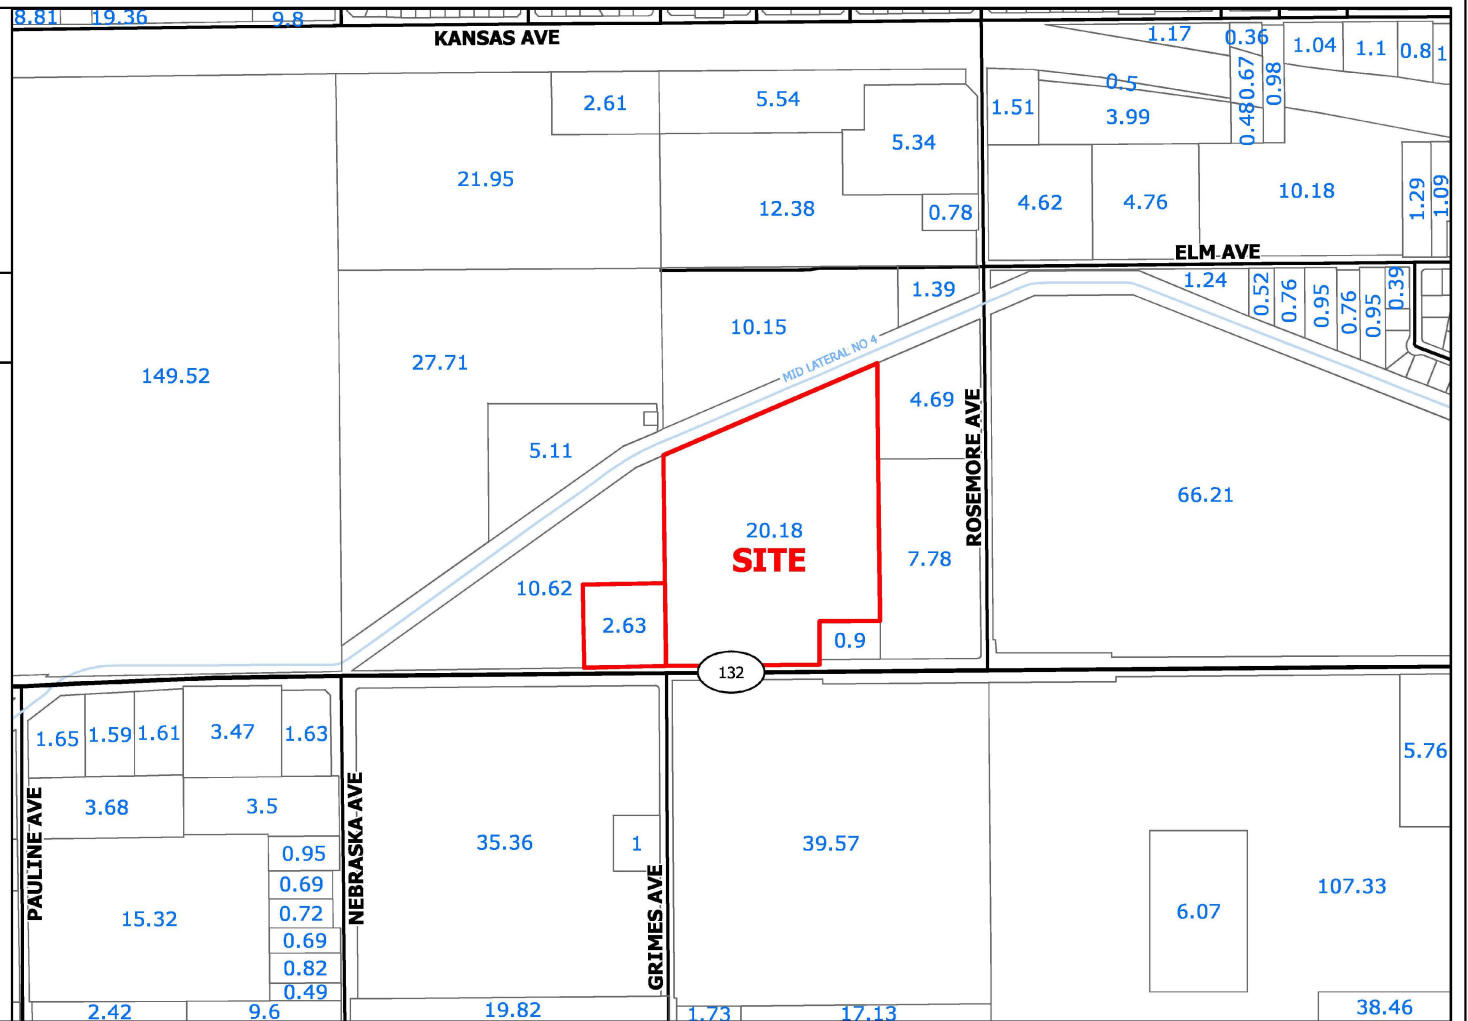 8.81 19.36 9.8
KANSAS AVE
1.17 0.36 1.04 1.1 0.8 1
2.61 5.54 5.34
1.51 0.5 3.99 0.67 0.48 0.98
21.95 12.38 0.78
4.62 4.76 10.18 1.29 1.09
ELM AVE
1.39 10.15
1.24 0.52 0.76 0.95 0.76 0.95 0.39
MID LATERAL NO 4
149.52 27.71 4.69
ROSEMORE AVE
5.11 66.21
20.18
SITE
10.62 2.63 7.78
0.9
132
1.65 1.59 1.61 3.47 1.63
5.76
3.68 3.5
PAULINE AVE
NEBRASKA AVE
GRIMES AVE
35.36 1 39.57
0.95
0.69
107.33
15.32 0.72 6.07
0.69
0.82
0.49
2.42 9.6 19.82 1.73 17.13 38.46